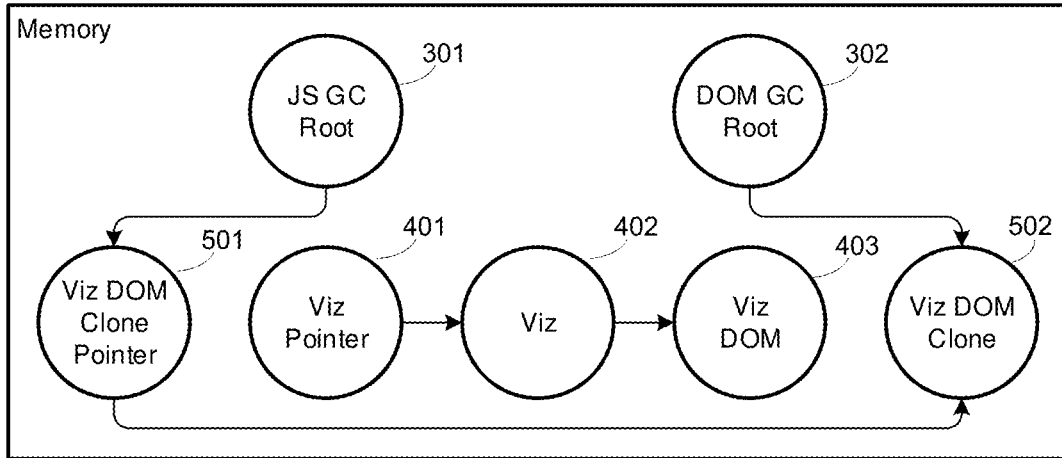 Memory
301
302
JS GC
Root
DOM GC
Root
501
401
402
403
502
Viz DOM
Clone
Pointer
Viz
Pointer
Viz
Viz
DOM
Viz DOM
Clone